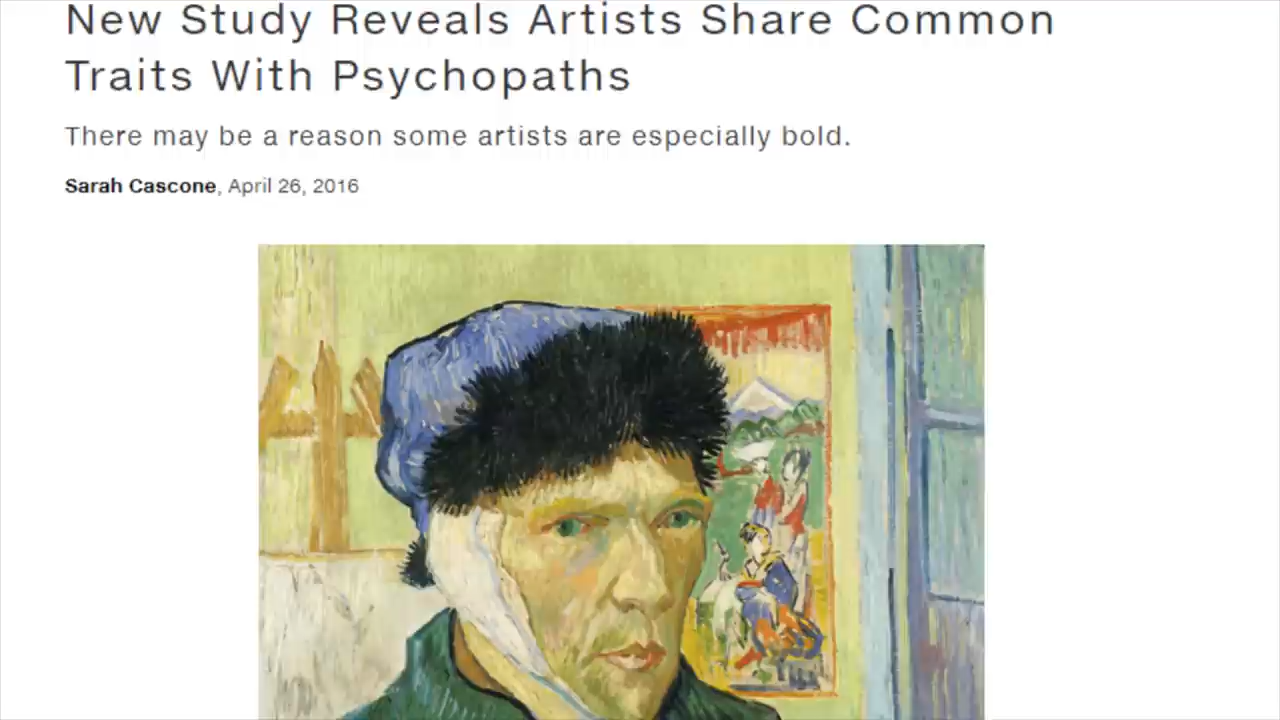 New Study Reveals Artists Share Common
Traits With Psychopaths
There may be a reason some artists are especially bold.
Sarah Cascone, April 26, 2016